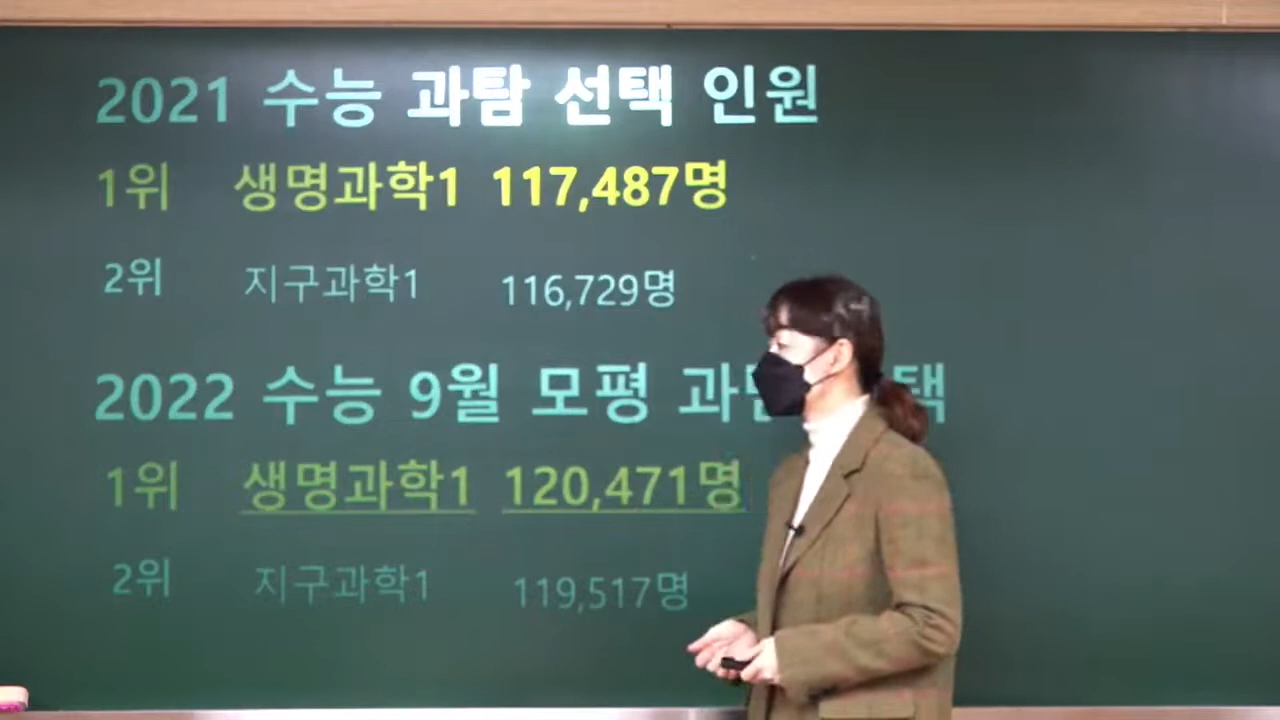 2021 수능 과탐 선택 인원
1위 생명과학1 117,487명
2위 지구과학1 116,729명
2022 수능 9월 모평
1위 생명과학1 120,471명
2위 지구과학1 119,517명